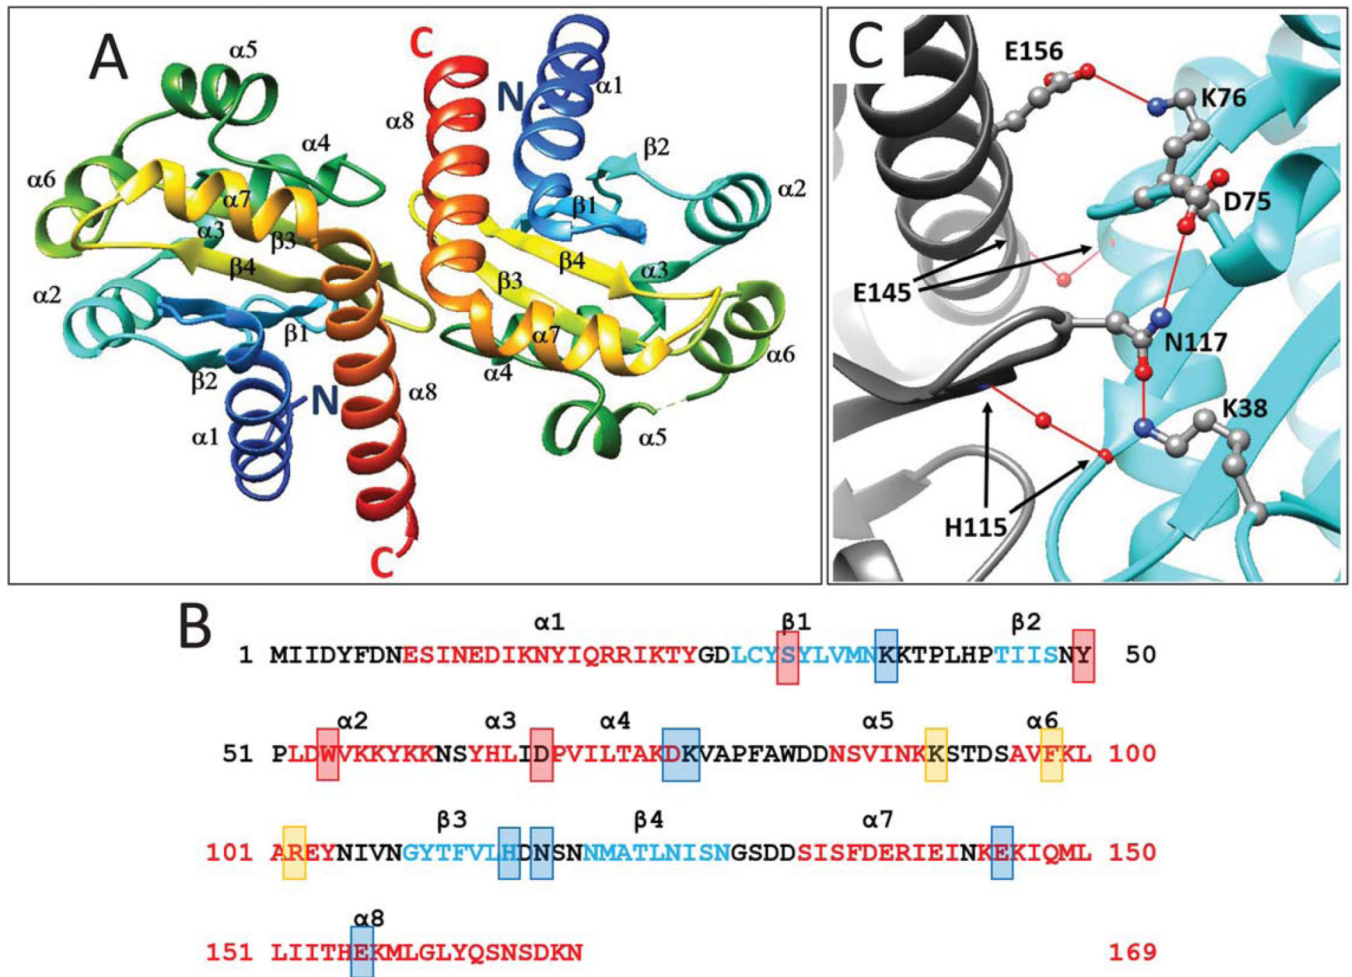 A
C
α5
C
N
α1
E156
K76
α8
α4
β2
α6
α7
α2
D75
β1
α3
β3
β4
β4
α3
E145
α2
β3
N117
β1
α7
α6
β2
α4
K38
N
α8
α1
α5
H115
C
B
α1 β1 β2
1 MIIDYFDNESINEDIKNYIQRRIKTYGDLCYSYLVMNKKTPLHPTIISNY 50
α2 α3 α4 α5 α6
51 PLDWVKKYKKNSYHLIDPVILTAKDKVAPFAWDDNSVINKKSTDSAVFKL 100
β3 β4 α7
101 AREYNIVNGYTFVLHDNSNNMATLNISNGSDDSISFDERIEINKEKIQML 150
α8
151 LIITHEKMLGLYQSNSDKN 169